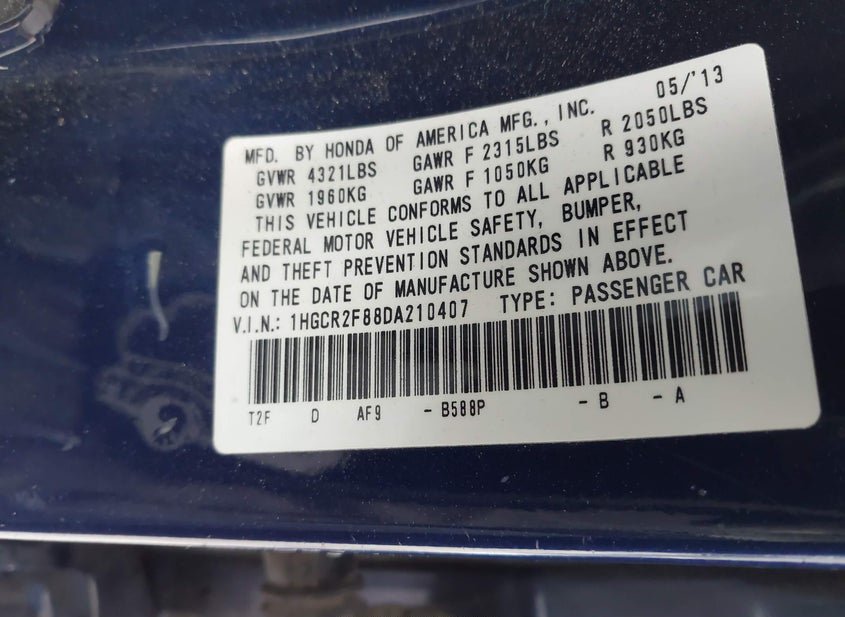 MFD. BY HONDA OF AMERICA MFG., INC. 05/'13
GVWR 4321LBS GAWR F 2315LBS R 2050LBS
GVWR 1960KG GAWR F 1050KG R 930KG
THIS VEHICLE CONFORMS TO ALL APPLICABLE
FEDERAL MOTOR VEHICLE SAFETY, BUMPER,
AND THEFT PREVENTION STANDARDS IN EFFECT
ON THE DATE OF MANUFACTURE SHOWN ABOVE.
V.I.N.: 1HGCR2F88DA210407 TYPE: PASSENGER CAR
T2F D AF9 - B588P - B - A